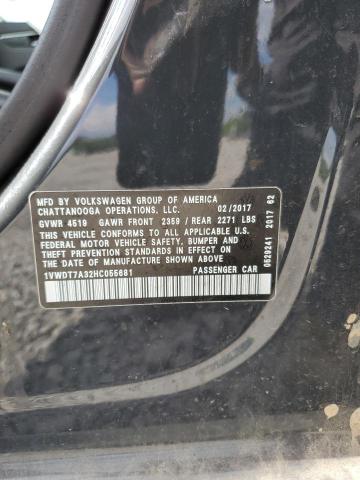 MFD BY VOLKSWAGEN GROUP OF AMERICA
CHATTANOOGA OPERATIONS, LLC. 02/2017
GVWR 4519 GAWR FRONT 2359 / REAR 2271 LBS
THIS VEHICLE CONFORMS TO ALL APPLICABLE U.S.
FEDERAL MOTOR VEHICLE SAFETY, BUMPER AND
THEFT PREVENTION STANDARDS IN EFFECT ON THE
DATE OF MANUFACTURE SHOWN ABOVE.
1VWDT7A32HC055681 PASSENGER CAR
0529241 2017 62